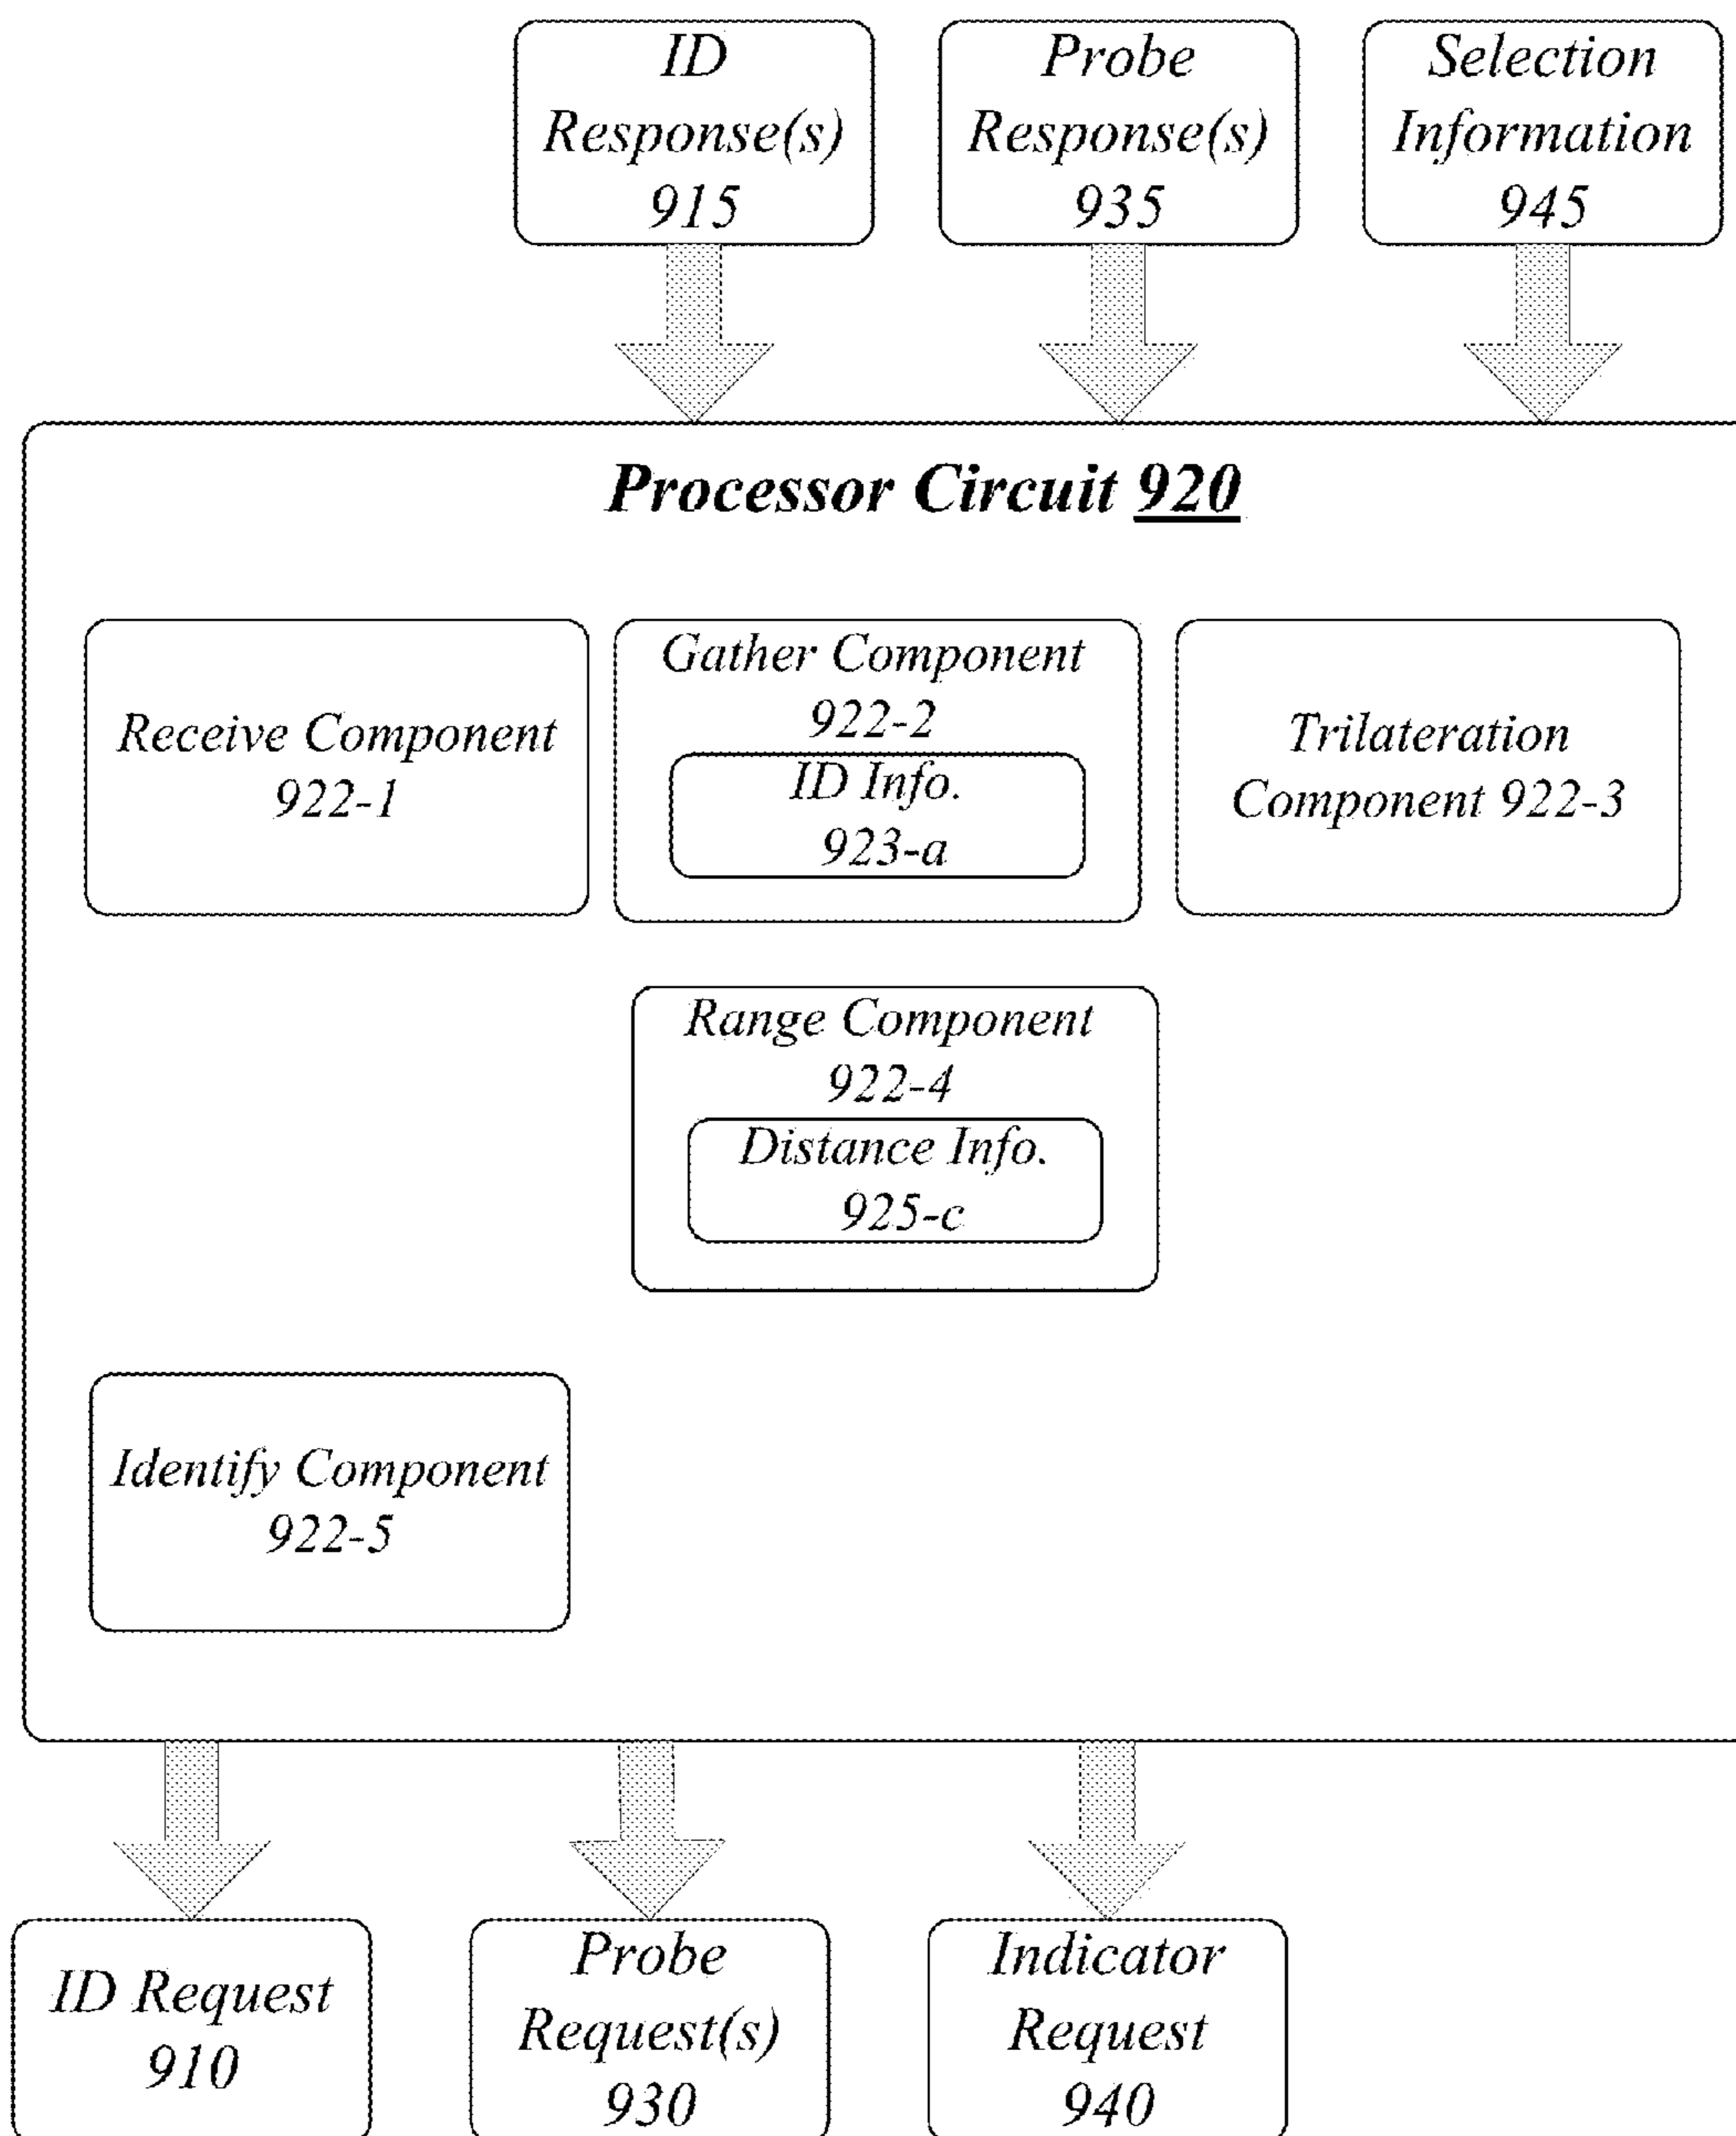 ID
Response(s)
915
Probe
Response(s)
935
Selection
Information
945
Processor Circuit 920
Receive Component
922-1
Gather Component
922-2
ID Info.
923-a
Trilateration
Component 922-3
Range Component
922-4
Distance Info.
925-c
Identify Component
922-5
ID Request
910
Probe
Request(s)
930
Indicator
Request
940